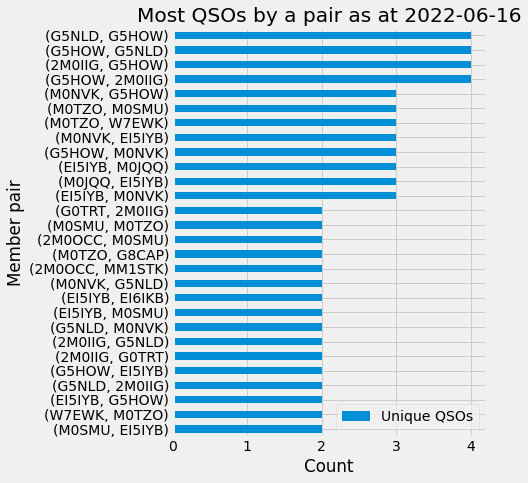 Most QSOs by a pair as at 2022-06-16
Member pair
(G5NLD, G5HOW)
(G5HOW, G5NLD)
(2M0IIG, G5HOW)
(G5HOW, 2M0IIG)
(M0NVK, G5HOW)
(M0TZO, M0SMU)
(M0TZO, W7EWK)
(M0NVK, EI5IYB)
(G5HOW, M0NVK)
(EI5IYB, M0JQQ)
(M0JQQ, EI5IYB)
(EI5IYB, M0NVK)
(G0TRT, 2M0IIG)
(M0SMU, M0TZO)
(2M0OCC, M0SMU)
(M0TZO, G8CAP)
(2M0OCC, MM1STK)
(M0NVK, G5NLD)
(EI5IYB, EI6IKB)
(EI5IYB, M0SMU)
(G5NLD, M0NVK)
(2M0IIG, G5NLD)
(2M0IIG, G0TRT)
(G5HOW, EI5IYB)
(G5NLD, 2M0IIG)
(EI5IYB, G5HOW)
(W7EWK, M0TZO)
(M0SMU, EI5IYB)
Unique QSOs
0 1 2 3 4
Count